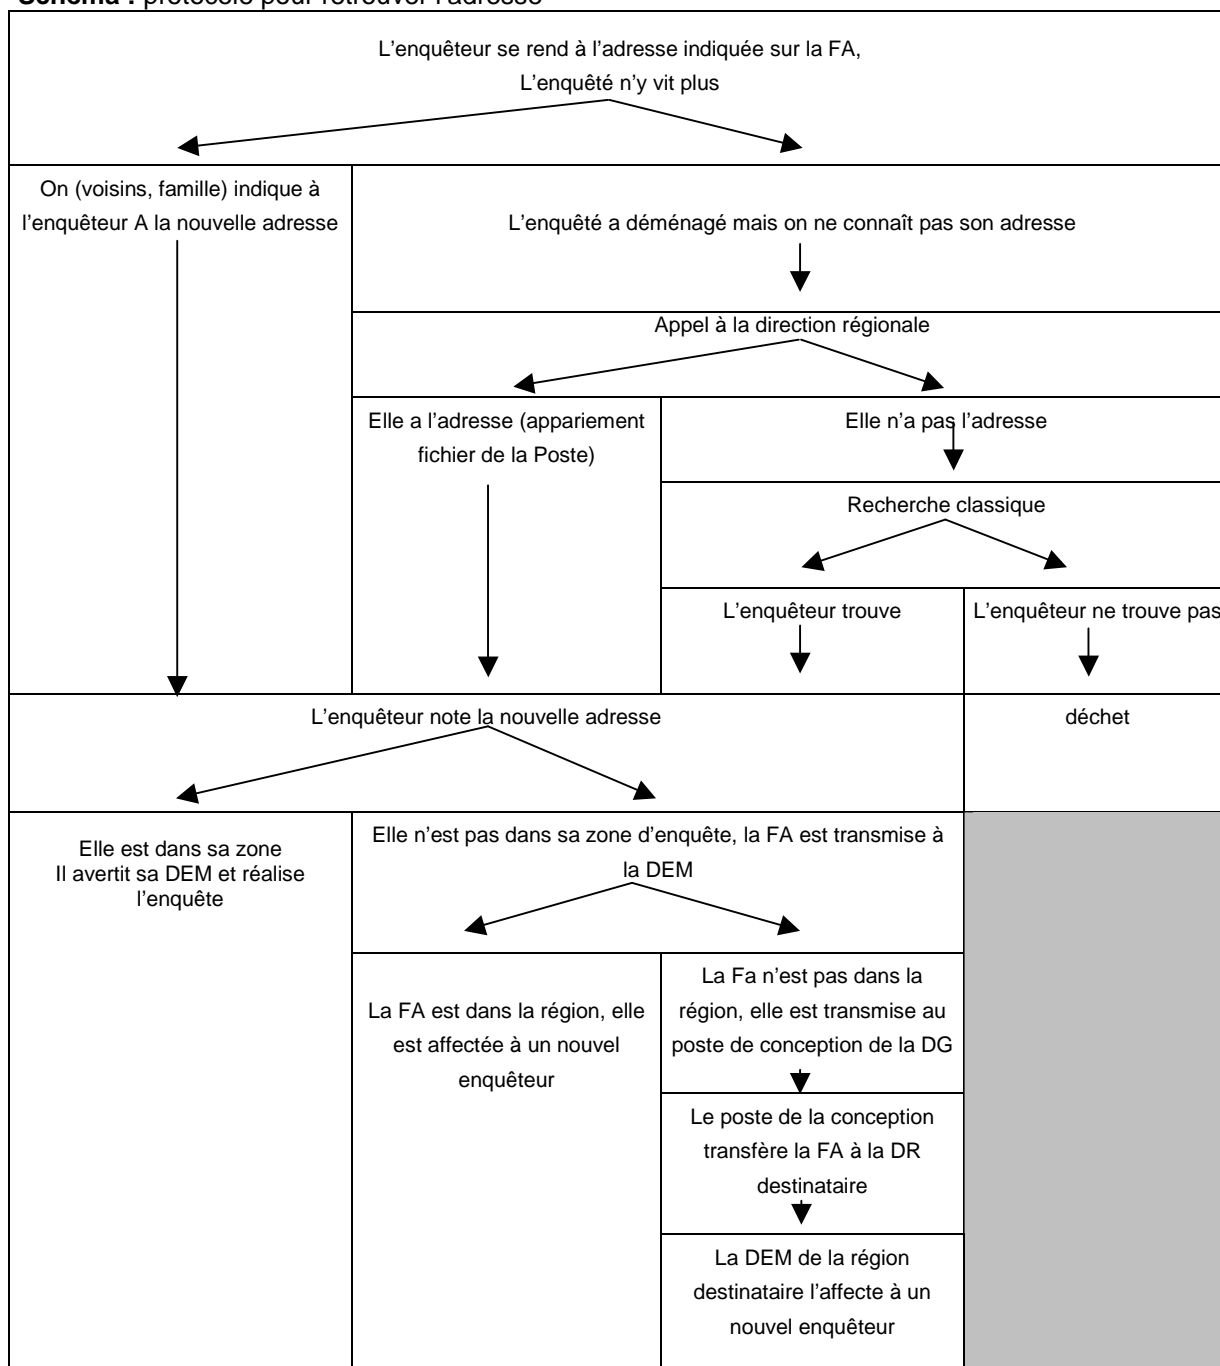 Schéma : protocole pour retrouver l'adresse
L'enquêteur se rend à l'adresse indiquée sur la FA,
L'enquêté n'y vit plus
On (voisins, famille) indique à
l'enquêteur A la nouvelle adresse
L'enquêté a déménagé mais on ne connaît pas son adresse
Appel à la direction régionale
Elle a l'adresse (appariement
fichier de la Poste)
Elle n'a pas l'adresse
Recherche classique
L'enquêteur trouve
L'enquêteur ne trouve pas
L'enquêteur note la nouvelle adresse
déchet
Elle est dans sa zone
Il avertit sa DEM et réalise
l'enquête
Elle n'est pas dans sa zone d'enquête, la FA est transmise à
la DEM
La FA est dans la région, elle
est affectée à un nouvel
enquêteur
La Fa n'est pas dans la
région, elle est transmise au
poste de conception de la DG
Le poste de la conception
transfère la FA à la DR
destinataire
La DEM de la région
destinataire l'affecte à un
nouvel enquêteur